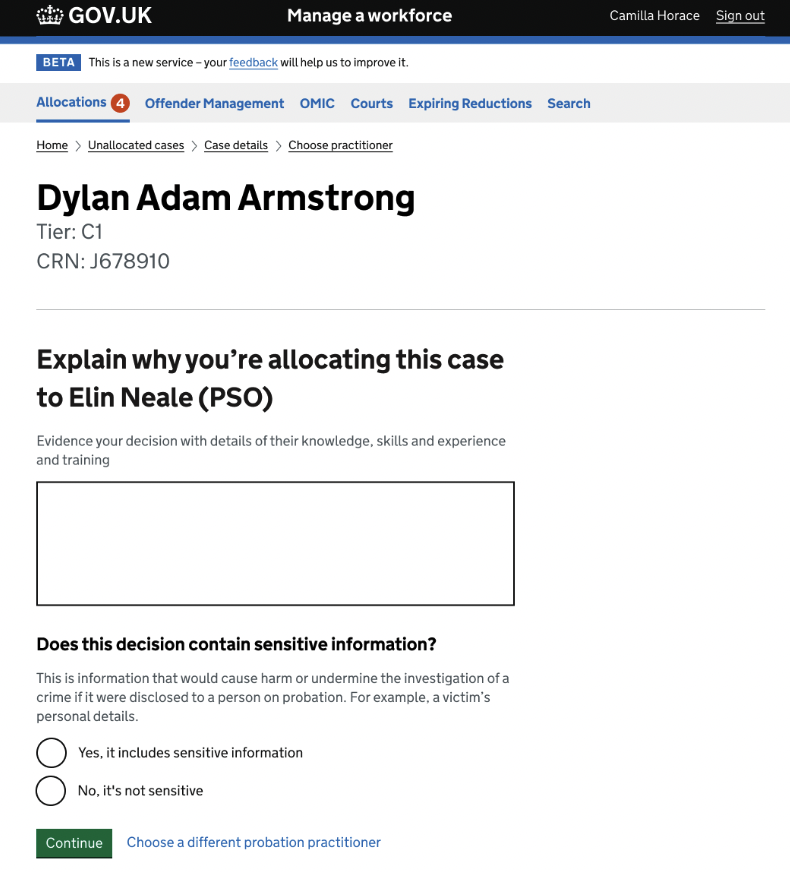 GOV.UK
Manage a workforce
Camilla Horace
Sign out
BETA
This is a new service – your feedback will help us to improve it.
Allocations 4
Offender Management
OMIC
Courts
Expiring Reductions
Search
Home > Unallocated cases > Case details > Choose practitioner
Dylan Adam Armstrong
Tier: C1
CRN: J678910
Explain why you’re allocating this case
to Elin Neale (PSO)
Evidence your decision with details of their knowledge, skills and experience
and training
Does this decision contain sensitive information?
This is information that would cause harm or undermine the investigation of a
crime if it were disclosed to a person on probation. For example, a victim’s
personal details.
Yes, it includes sensitive information
No, it's not sensitive
Continue
Choose a different probation practitioner